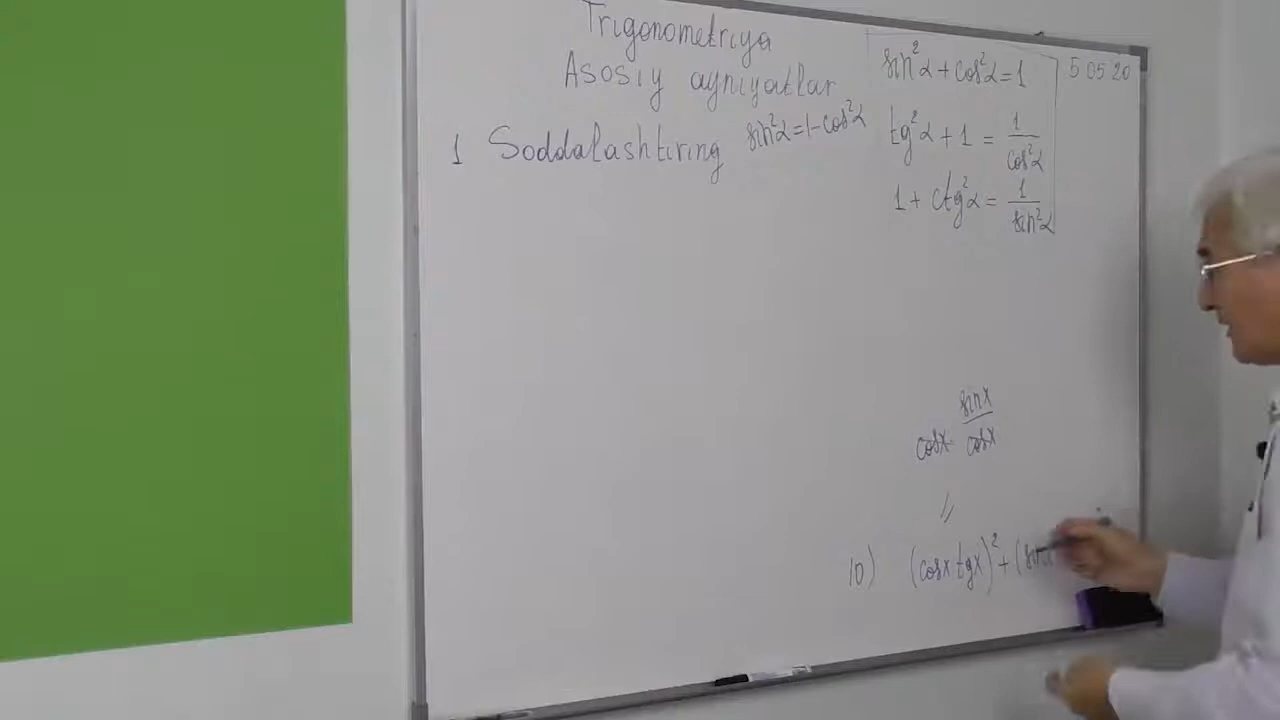 Trigonometriya
Asosiy ayniyatlar
5 05 20
1 Soddalashtiring sin²α=1-cos²α
sin²α+cos²α=1
tg²α+1=1/cos²α
1+ctg²α=1/sin²α
cosx·sinx/cosx
=
10) (cosx tgx)²+(sin